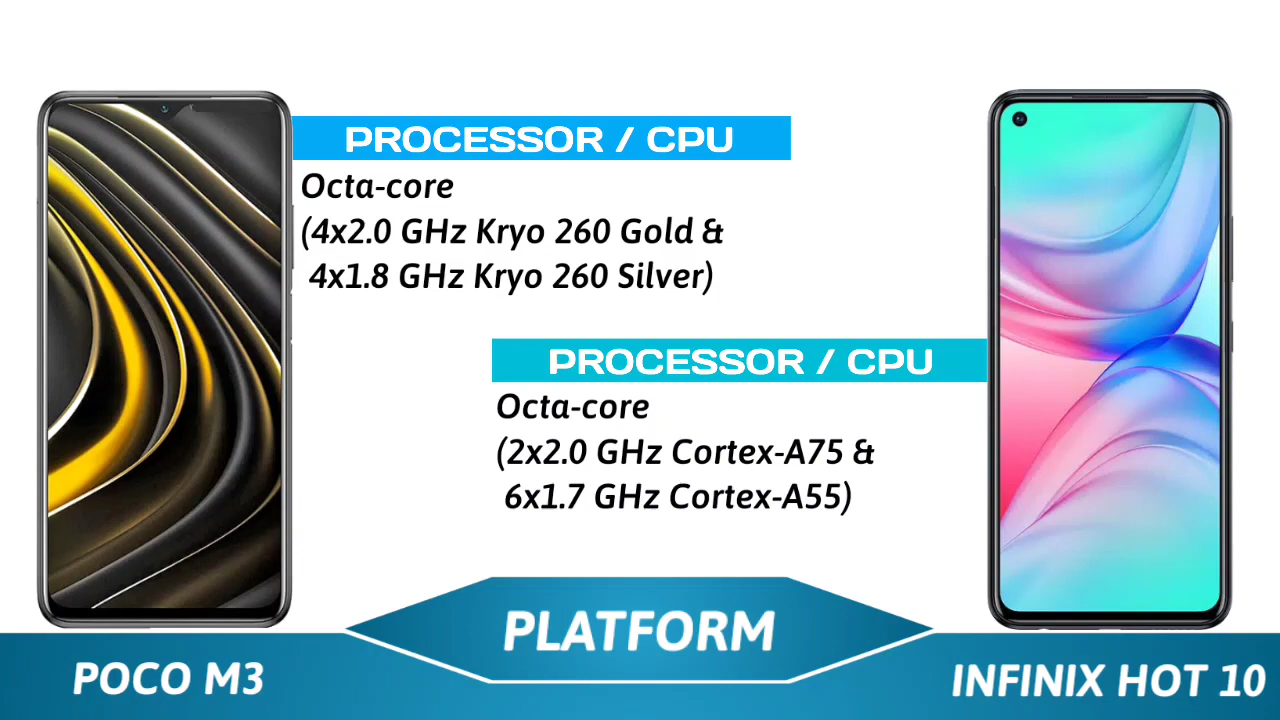 PROCESSOR / CPU
Octa-core
(4x2.0 GHz Kryo 260 Gold &
4x1.8 GHz Kryo 260 Silver)
PROCESSOR / CPU
Octa-core
(2x2.0 GHz Cortex-A75 &
6x1.7 GHz Cortex-A55)
PLATFORM
POCO M3
INFINIX HOT 10